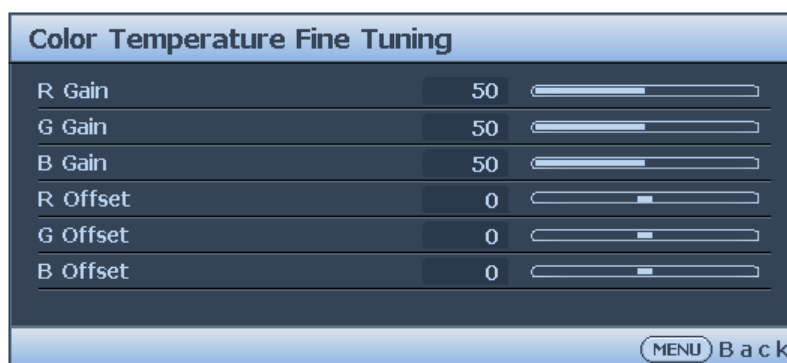 Color Temperature Fine Tuning
R Gain 50
G Gain 50
B Gain 50
R Offset 0
G Offset 0
B Offset 0
MENU Back